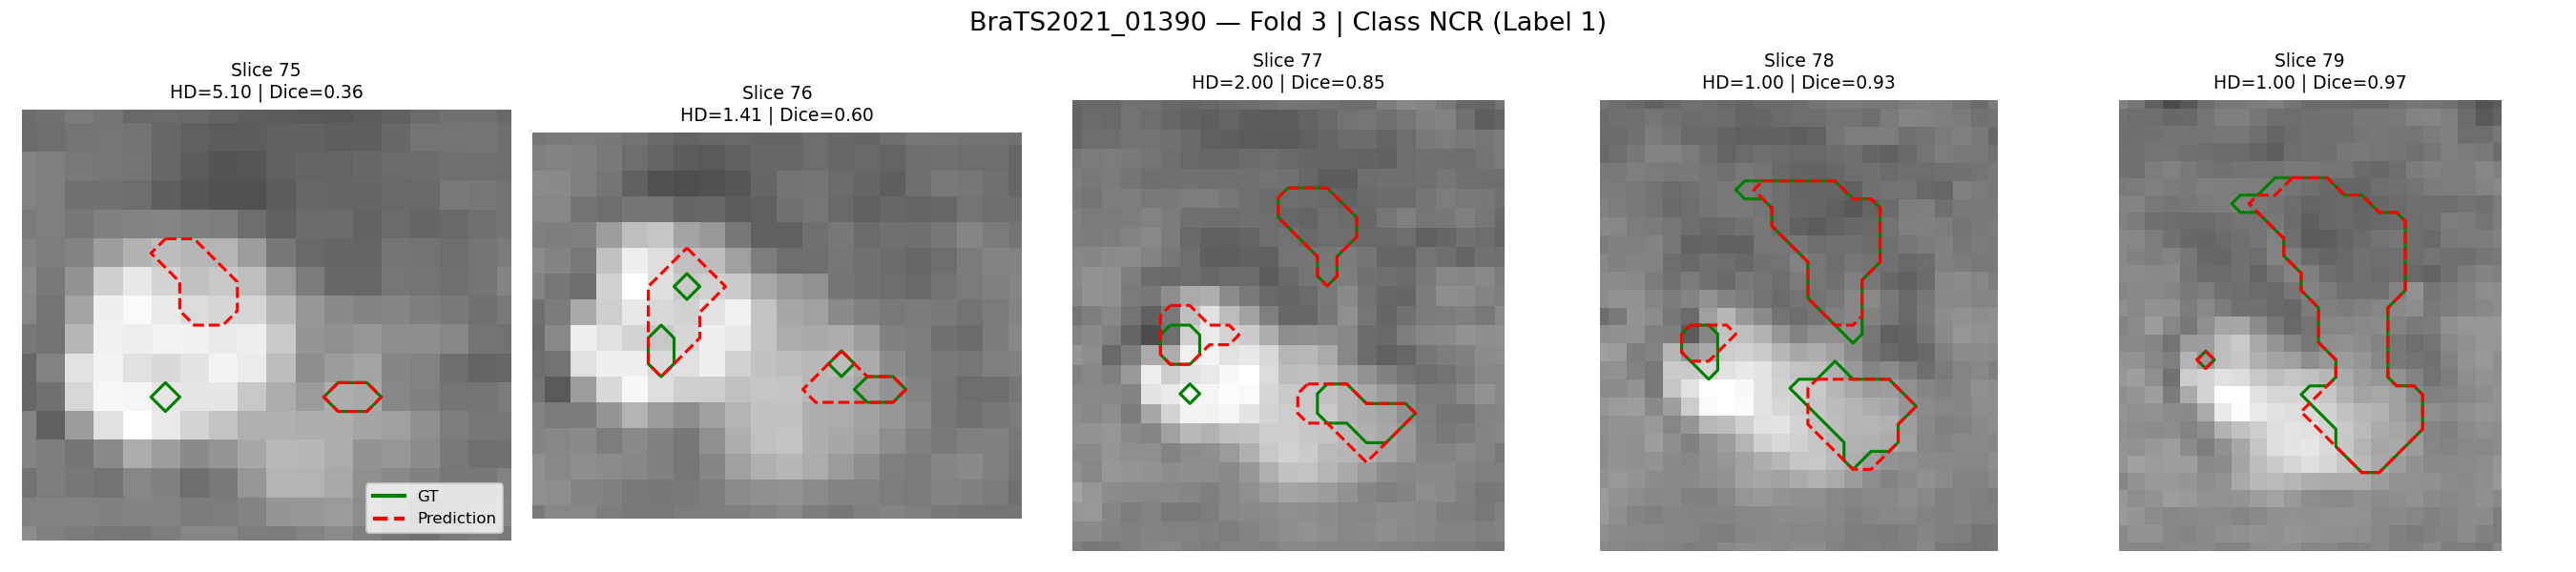 BraTS2021_01390 — Fold 3 | Class NCR (Label 1)
Slice 75
HD=5.10 | Dice=0.36
Slice 76
HD=1.41 | Dice=0.60
Slice 77
HD=2.00 | Dice=0.85
Slice 78
HD=1.00 | Dice=0.93
Slice 79
HD=1.00 | Dice=0.97
GT
Prediction